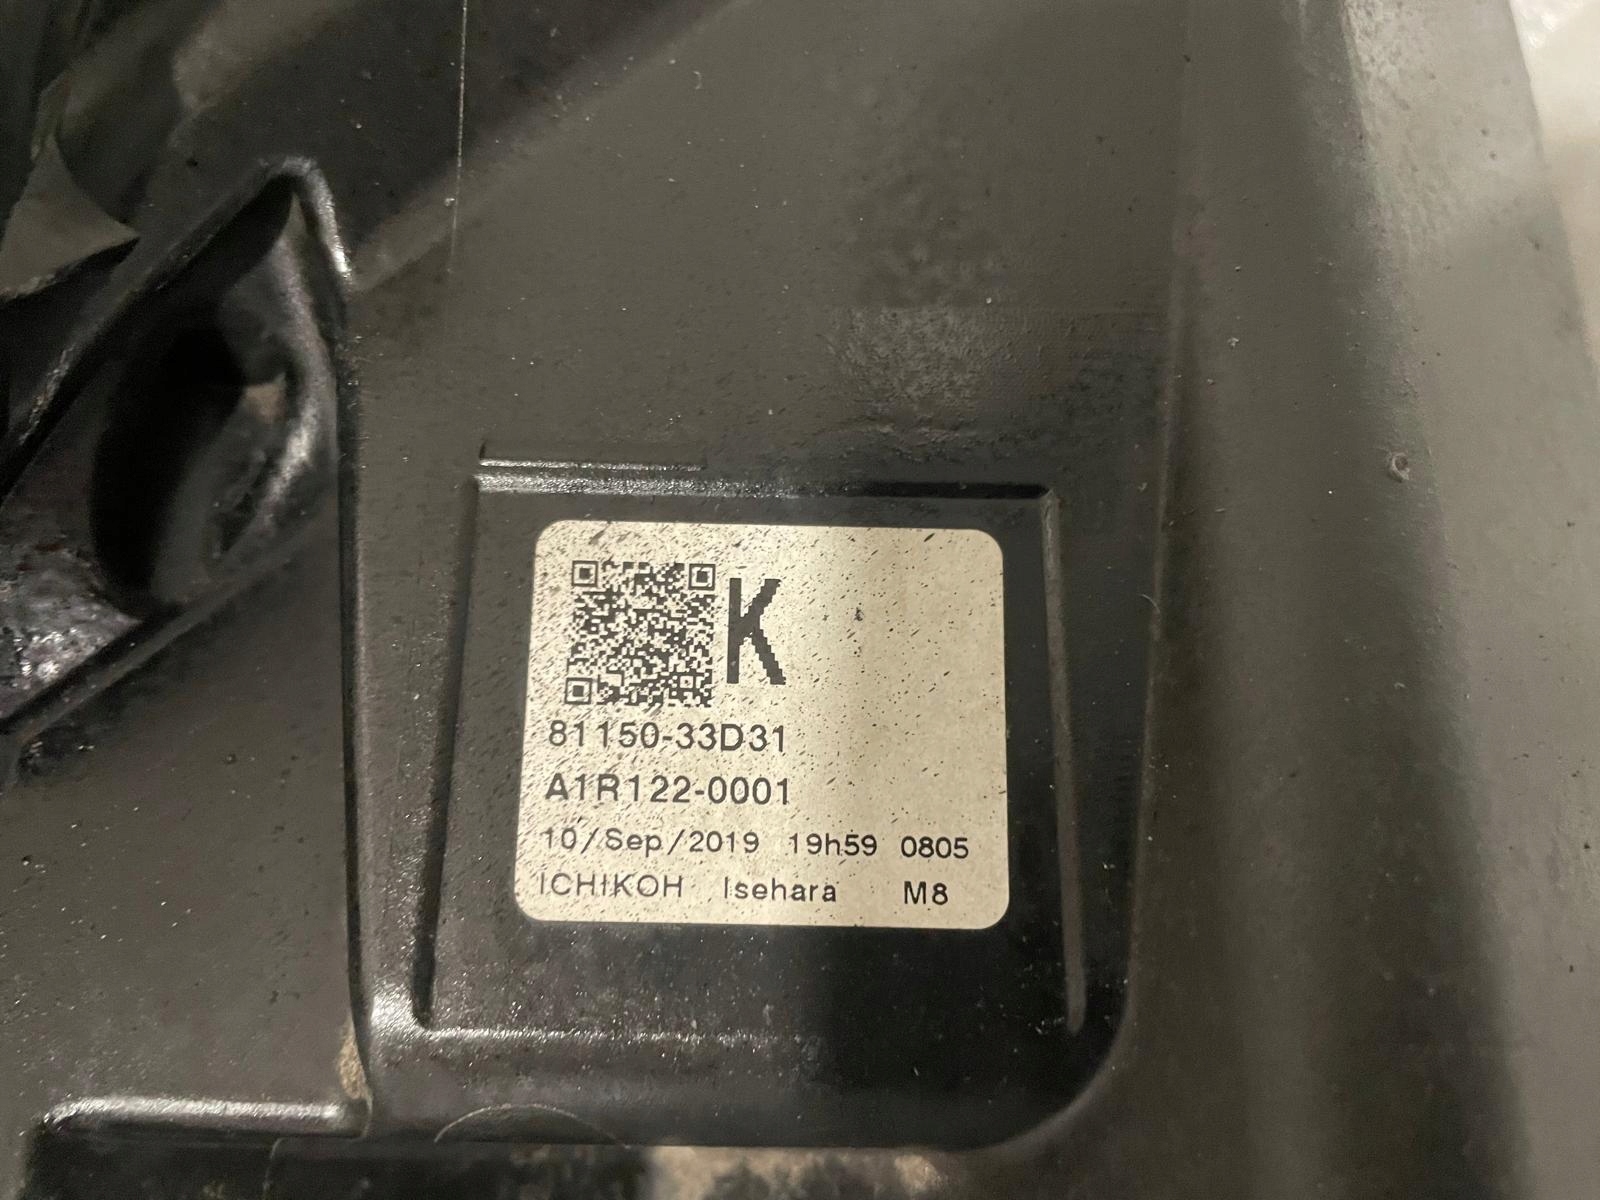 K
81150-33D31
A1R122-0001
10/Sep/2019 19h59 0805
ICHIKOH Isehara M8